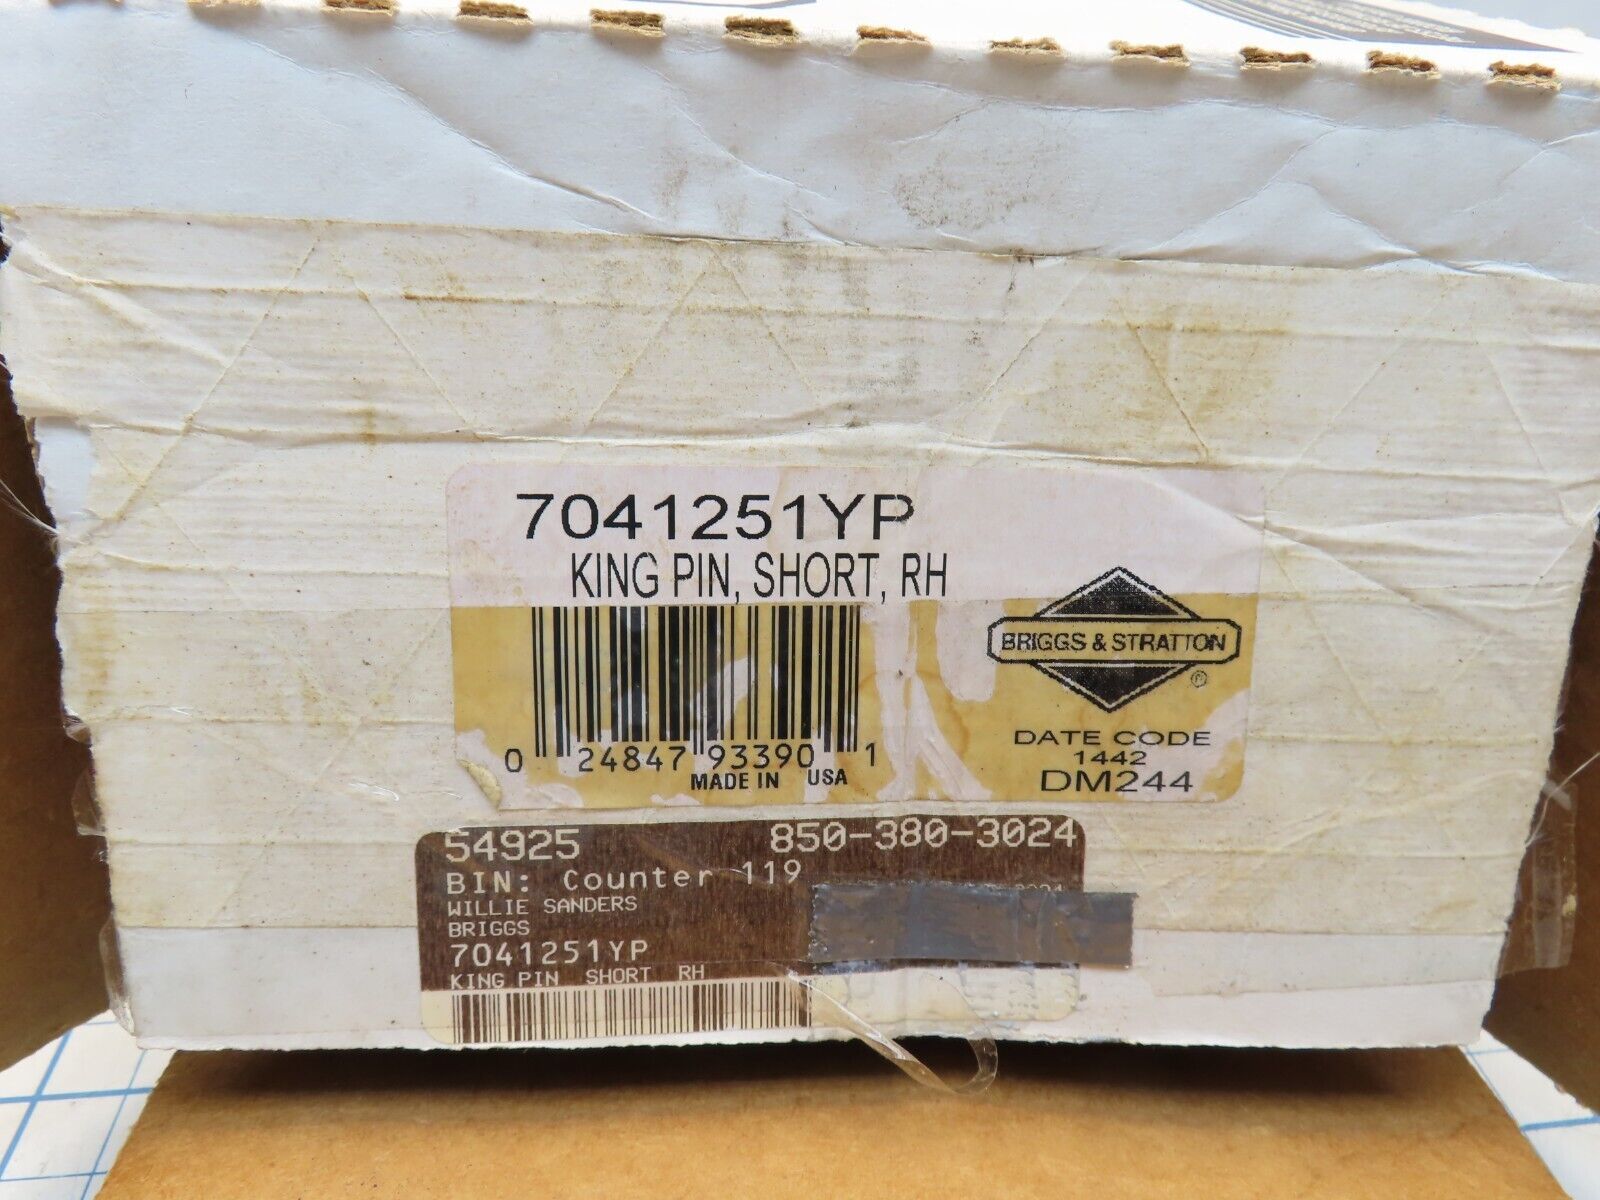 7041251YP
KING PIN, SHORT, RH
BRIGGS & STRATTON
®
0 24847 93390 1
MADE IN USA
DATE CODE
1442
DM244
54925 850-380-3024
BIN: Counter 119
WILLIE SANDERS
BRIGGS
7041251YP
KING PIN SHORT RH